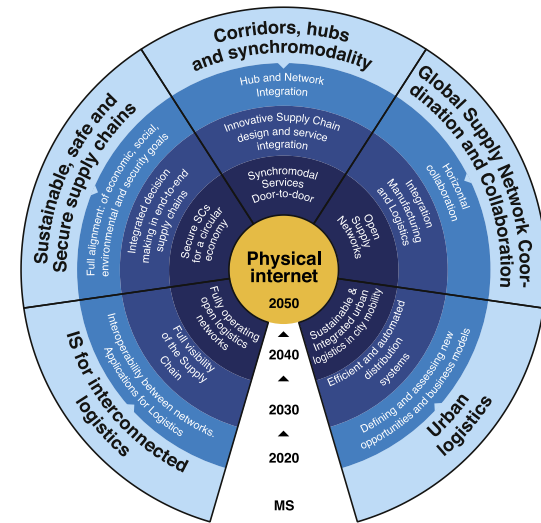 Corridors, hubs
and synchromodality
Hub and Network
Integration
Innovative Supply Chain
design and service
integration
Synchromodal
Services
Door-to-door
Global Supply Network Coor-
dination and Collaboration
Horizontal
collaboration
Integration
Manufacturing
and Logistics
Open
Supply
Networks
Sustainable, safe and
Secure supply chains
Full alignment: of economic, social,
environmental and security goals
Integrated decision
making in end-to-end
supply chains
Secure SCs
for a circular
economy
Physical
internet
2050
2040
2030
2020
MS
IS for interconnected
logistics
Interoperability between networks.
Applications for Logistics
Full risibility
of the Supply
Chain
Fully operating
open logistics
networks
Urban
logistics
Defining and assessing new
opportunities and business models
Efficient and automated
distribution
systems
Sustainable &
Integrated urban
logistics in city mobility